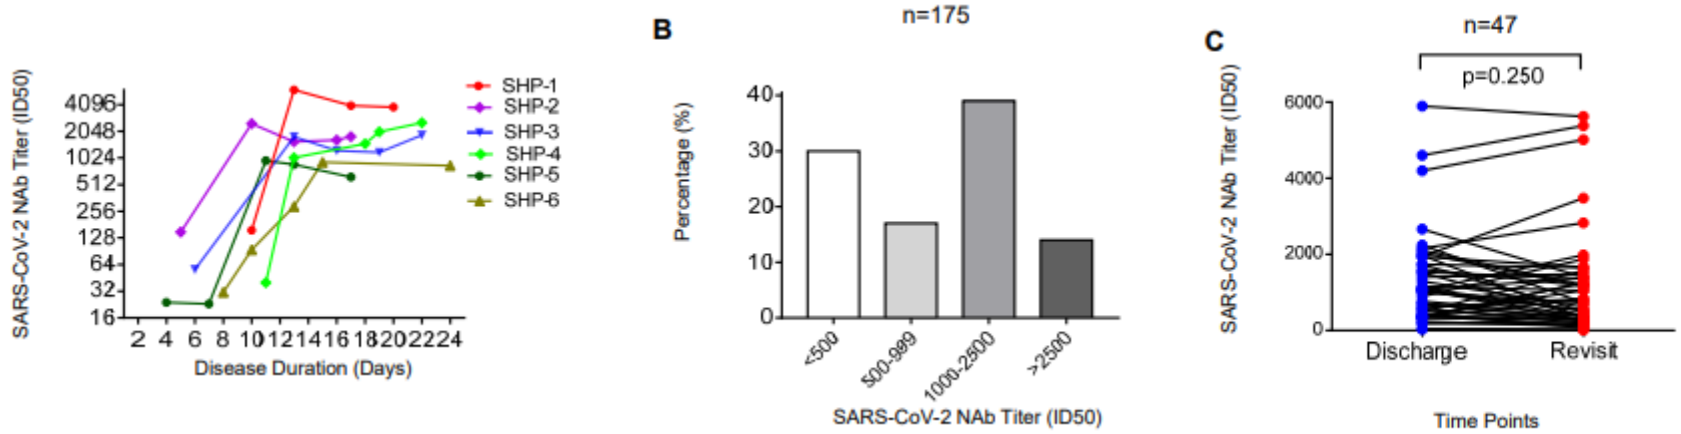 SARS-CoV-2 NAb Titer (ID50)
4096
2048
1024
512
256
128
64
32
16
2 4 6 8 10 12 14 16 18 20 22 24
Disease Duration (Days)
SHP-1
SHP-2
SHP-3
SHP-4
SHP-5
SHP-6
B
n=175
Percentage (%)
40
30
20
10
0
<500
500-999
1000-2500
>2500
SARS-CoV-2 NAb Titer (ID50)
C
n=47
p=0.250
SARS-CoV-2 NAb Titer (ID50)
6000
4000
2000
0
Discharge Revisit
Time Points